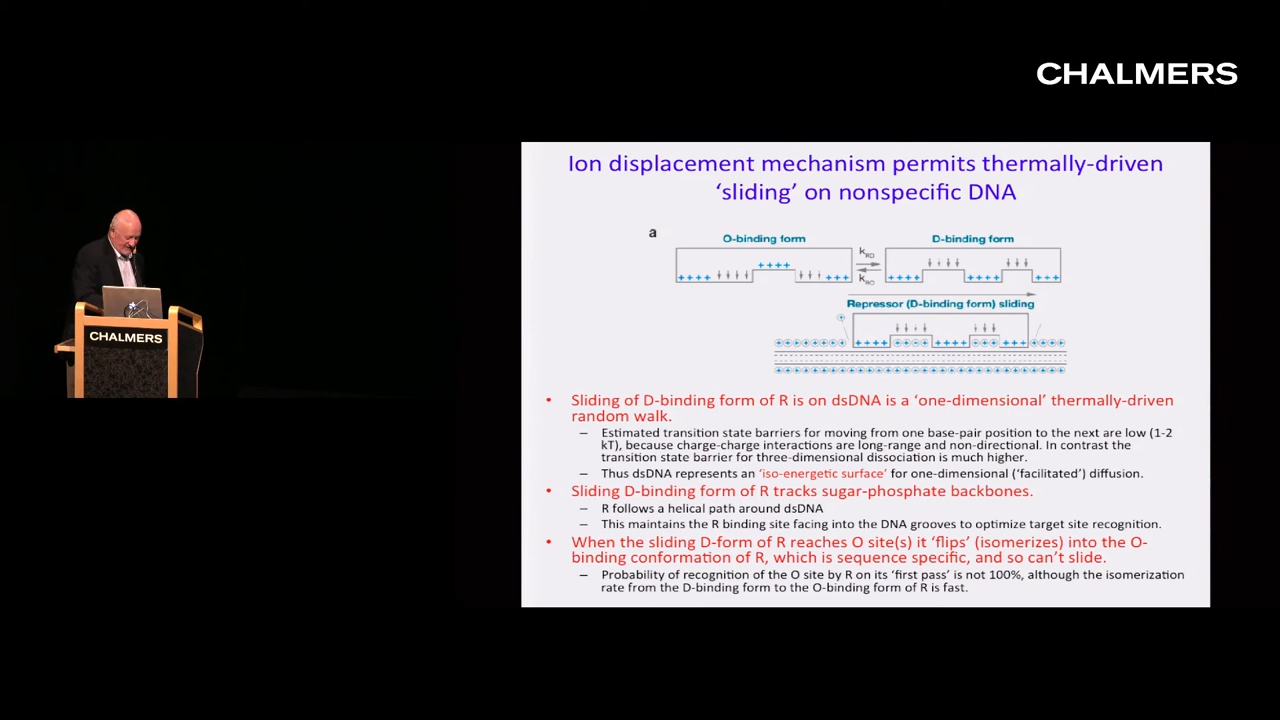 CHALMERS
CHALMERS
Ion displacement mechanism permits thermally-driven
‘sliding’ on nonspecific DNA
a
O-binding form
D-binding form
k_RD
k_RO
Repressor (D-binding form) sliding
• Sliding of D-binding form of R is on dsDNA is a ‘one-dimensional’ thermally-driven
random walk.
– Estimated transition state barriers for moving from one base-pair position to the next are low (1-2
kT), because charge-charge interactions are long-range and non-directional. In contrast the
transition state barrier for three-dimensional dissociation is much higher.
– Thus dsDNA represents an ‘iso-energetic surface’ for one-dimensional (‘facilitated’) diffusion.
• Sliding D-binding form of R tracks sugar-phosphate backbones.
– R follows a helical path around dsDNA
– This maintains the R binding site facing into the DNA grooves to optimize target site recognition.
• When the sliding D-form of R reaches O site(s) it ‘flips’ (isomerizes) into the O-
binding conformation of R, which is sequence specific, and so can’t slide.
– Probability of recognition of the O site by R on its ‘first pass’ is not 100%, although the isomerization
rate from the D-binding form to the O-binding form of R is fast.